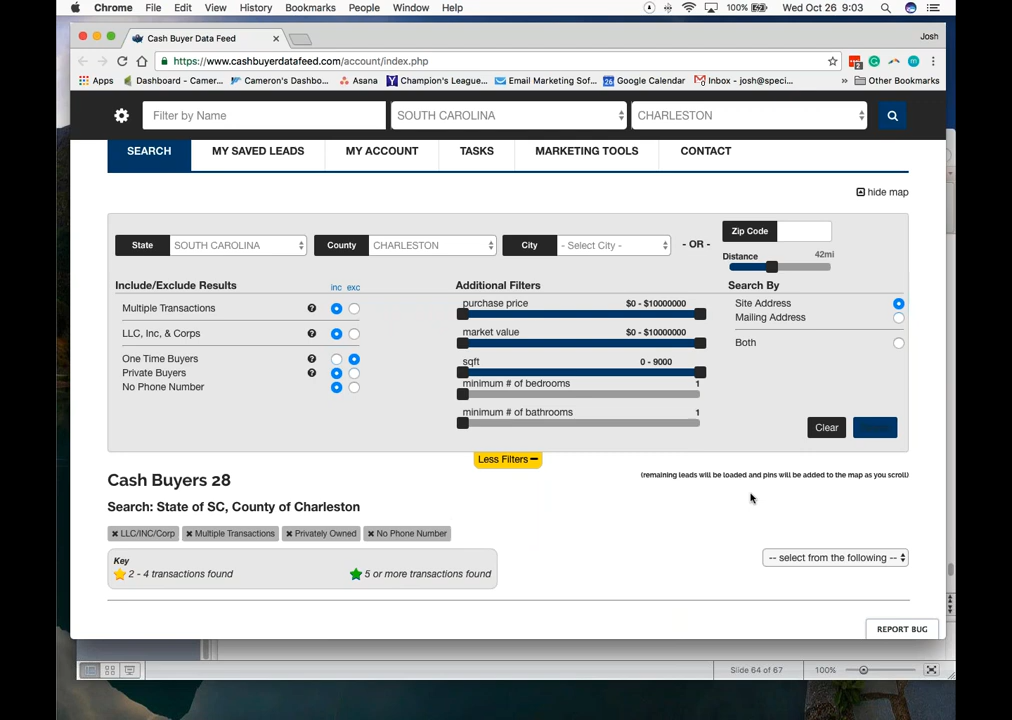 Chrome File Edit View History Bookmarks People Window Help 100% Wed Oct 26 9:03
Cash Buyer Data Feed Josh
https://www.cashbuyerdatafeed.com/account/index.php
Apps Dashboard - Camer... Cameron's Dashbo... Asana Champion's League... Email Marketing Sof... Google Calendar Inbox - josh@speci... » Other Bookmarks
Filter by Name SOUTH CAROLINA CHARLESTON
SEARCH MY SAVED LEADS MY ACCOUNT TASKS MARKETING TOOLS CONTACT
hide map
Zip Code
State SOUTH CAROLINA County CHARLESTON City - Select City - - OR -
Distance 42mi
Include/Exclude Results inc exc Additional Filters Search By
purchase price $0 - $10000000 Site Address
Multiple Transactions
Mailing Address
market value $0 - $10000000
LLC, Inc, & Corps
Both
One Time Buyers
sqft 0 - 9000
Private Buyers
minimum # of bedrooms 1
No Phone Number
minimum # of bathrooms 1
Clear
Less Filters
Cash Buyers 28 (remaining leads will be loaded and pins will be added to the map as you scroll)
Search: State of SC, County of Charleston
LLC/INC/Corp Multiple Transactions Privately Owned No Phone Number
Key
2 - 4 transactions found 5 or more transactions found
-- select from the following --
REPORT BUG
Slide 64 of 67 100%